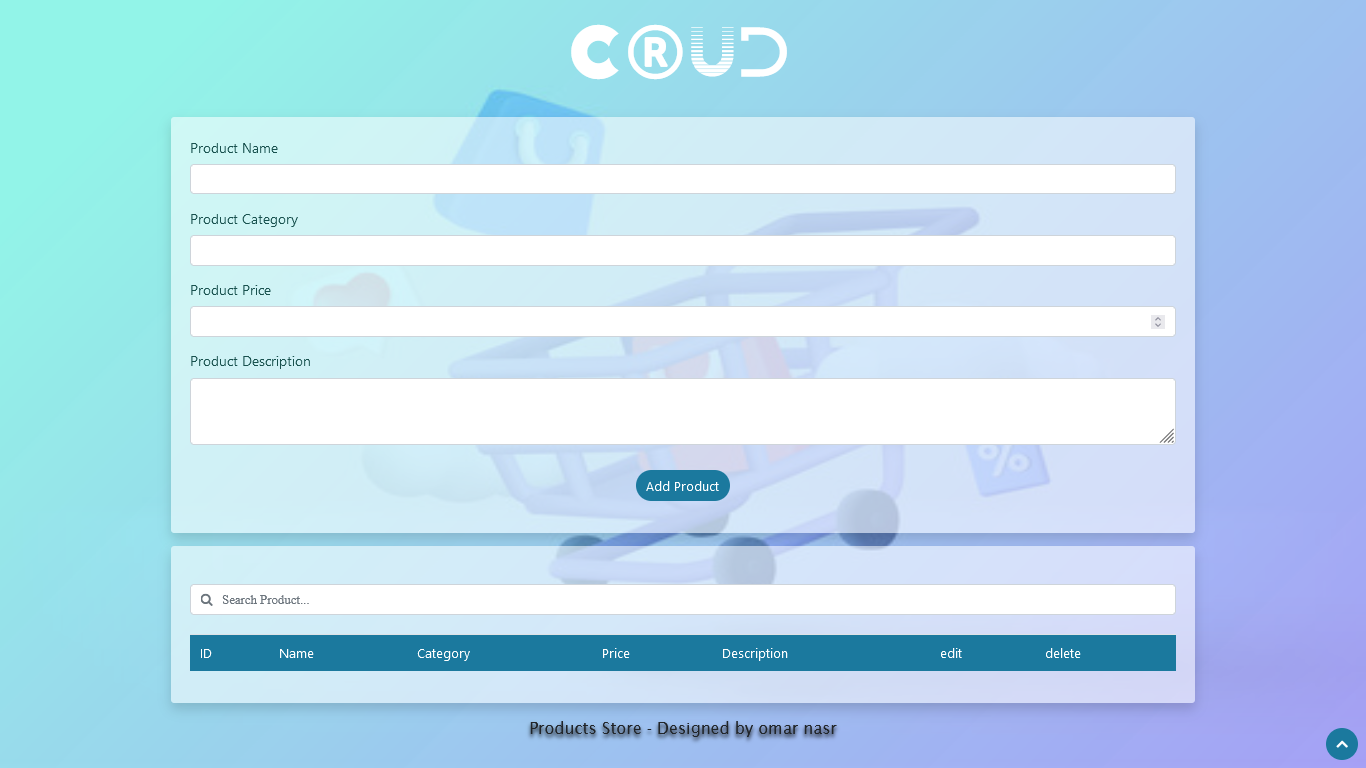 C®UD
Product Name
Product Category
Product Price
Product Description
%
Add Product
Search Product...
ID Name Category Price Description edit delete
Products Store - Designed by omar nasr